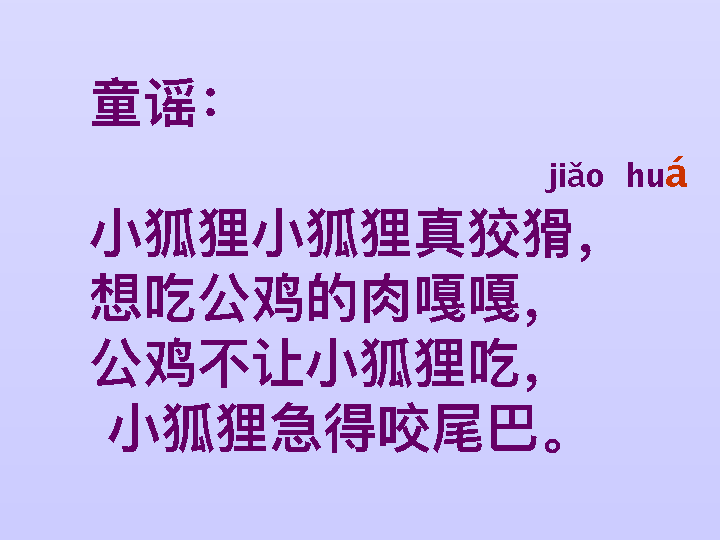 童谣：
jiǎo huá
小狐狸小狐狸真狡猾，
想吃公鸡的肉嘎嘎，
公鸡不让小狐狸吃，
小狐狸急得咬尾巴。